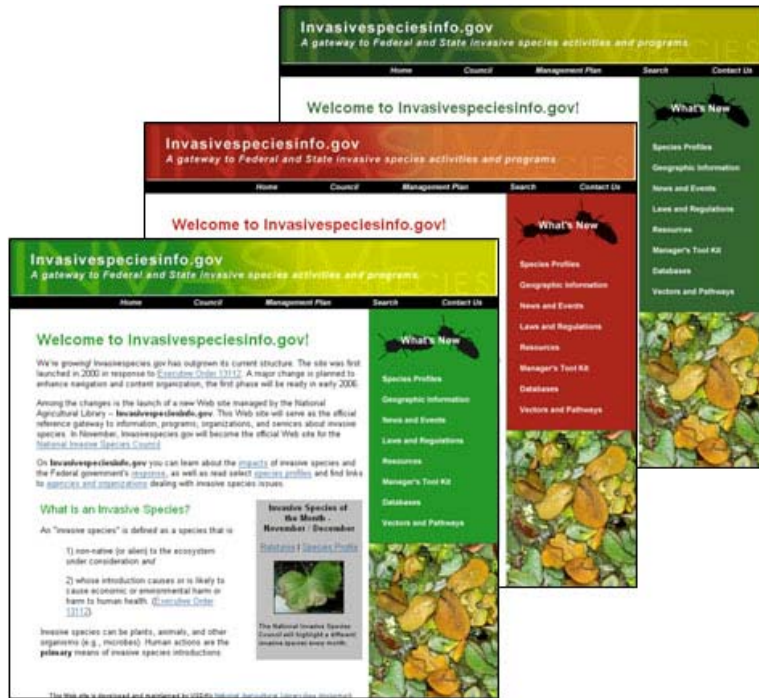 Invasivespeciesinfo.gov
A gateway to Federal and State invasive species activities and programs.
Home Council Management Plan Search Contact Us
Welcome to Invasivespeciesinfo.gov!
What's New
Species Profiles
Geographic Information
News and Events
Laws and Regulations
Resources
Manager's Tool Kit
Databases
Vectors and Pathways
Invasivespeciesinfo.gov
A gateway to Federal and State invasive species activities and programs
Home Council Management Plan Search Contact Us
Welcome to Invasivespeciesinfo.gov!
What's New
Species Profiles
Geographic Information
News and Events
Laws and Regulations
Resources
Manager's Tool Kit
Databases
Vectors and Pathways
INVASIVE SPECIES
Invasivespeciesinfo.gov
A gateway to Federal and State invasive species activities and programs.
Home Council Management Plan Search Contact Us
Welcome to Invasivespeciesinfo.gov!
We're growing! Invasivespecies.gov has outgrown its current structure. The site was first
launched in 2000 in response to Executive Order 13112. A major change is planned to
enhance navigation and content organization, the first phase will be ready in early 2006.
Among the changes is the launch of a new Web site managed by the National
Agricultural Library – Invasivespeciesinfo.gov. This Web site will serve as the official
reference gateway to information, programs, organizations, and services about invasive
species. In November, Invasivespecies.gov will become the official Web site for the
National Invasive Species Council.
On Invasivespeciesinfo.gov you can learn about the impacts of invasive species and
the Federal government's response, as well as read select species profiles and find links
to agencies and organizations dealing with invasive species issues.
What Is an Invasive Species?
An "invasive species" is defined as a species that is
1) non-native (or alien) to the ecosystem
under consideration and
2) whose introduction causes or is likely to
cause economic or environmental harm or
harm to human health. (Executive Order
13112).
Invasive species can be plants, animals, and other
organisms (e.g., microbes). Human actions are the
primary means of invasive species introductions.
Invasive Species of
the Month -
November / December
Ralstonia | Species Profile
The National Invasive Species
Council will highlight a different
invasive species every month.
What's New
Species Profiles
Geographic Information
News and Events
Laws and Regulations
Resources
Manager's Tool Kit
Databases
Vectors and Pathways
This Web site is developed and maintained by USDA's National Agricultural Library